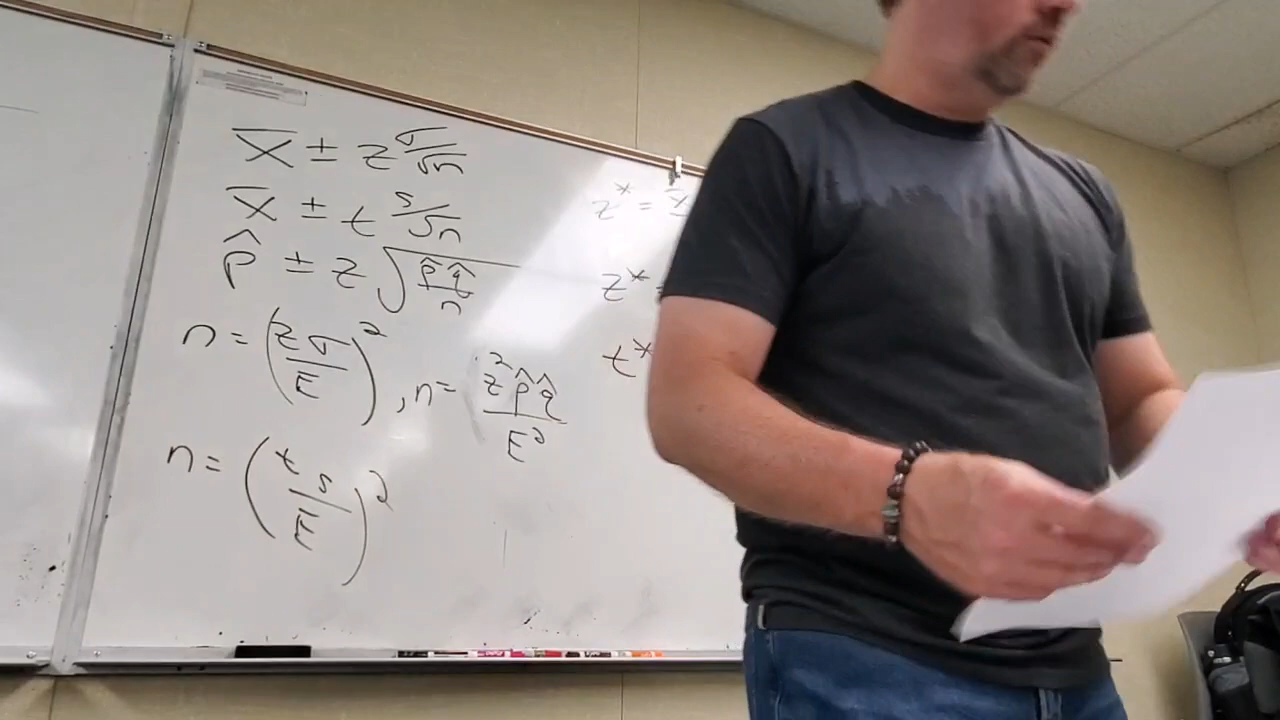 x̄ ± z σ/√n
x̄ ± t s/√n
p̂ ± z √(p̂q̂/n)
n = (zσ/E)² , n = z²p̂q̂/E²
n = (ts/E)²
z* = x̄
z* =
t*